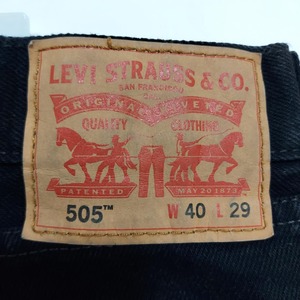 LEVI STRAUSS & CO.
SAN FRANCISCO
ORIGINAL RIVETED
QUALITY CLOTHING
PATENTED MAY 20 1873
505™ W 40 L 29